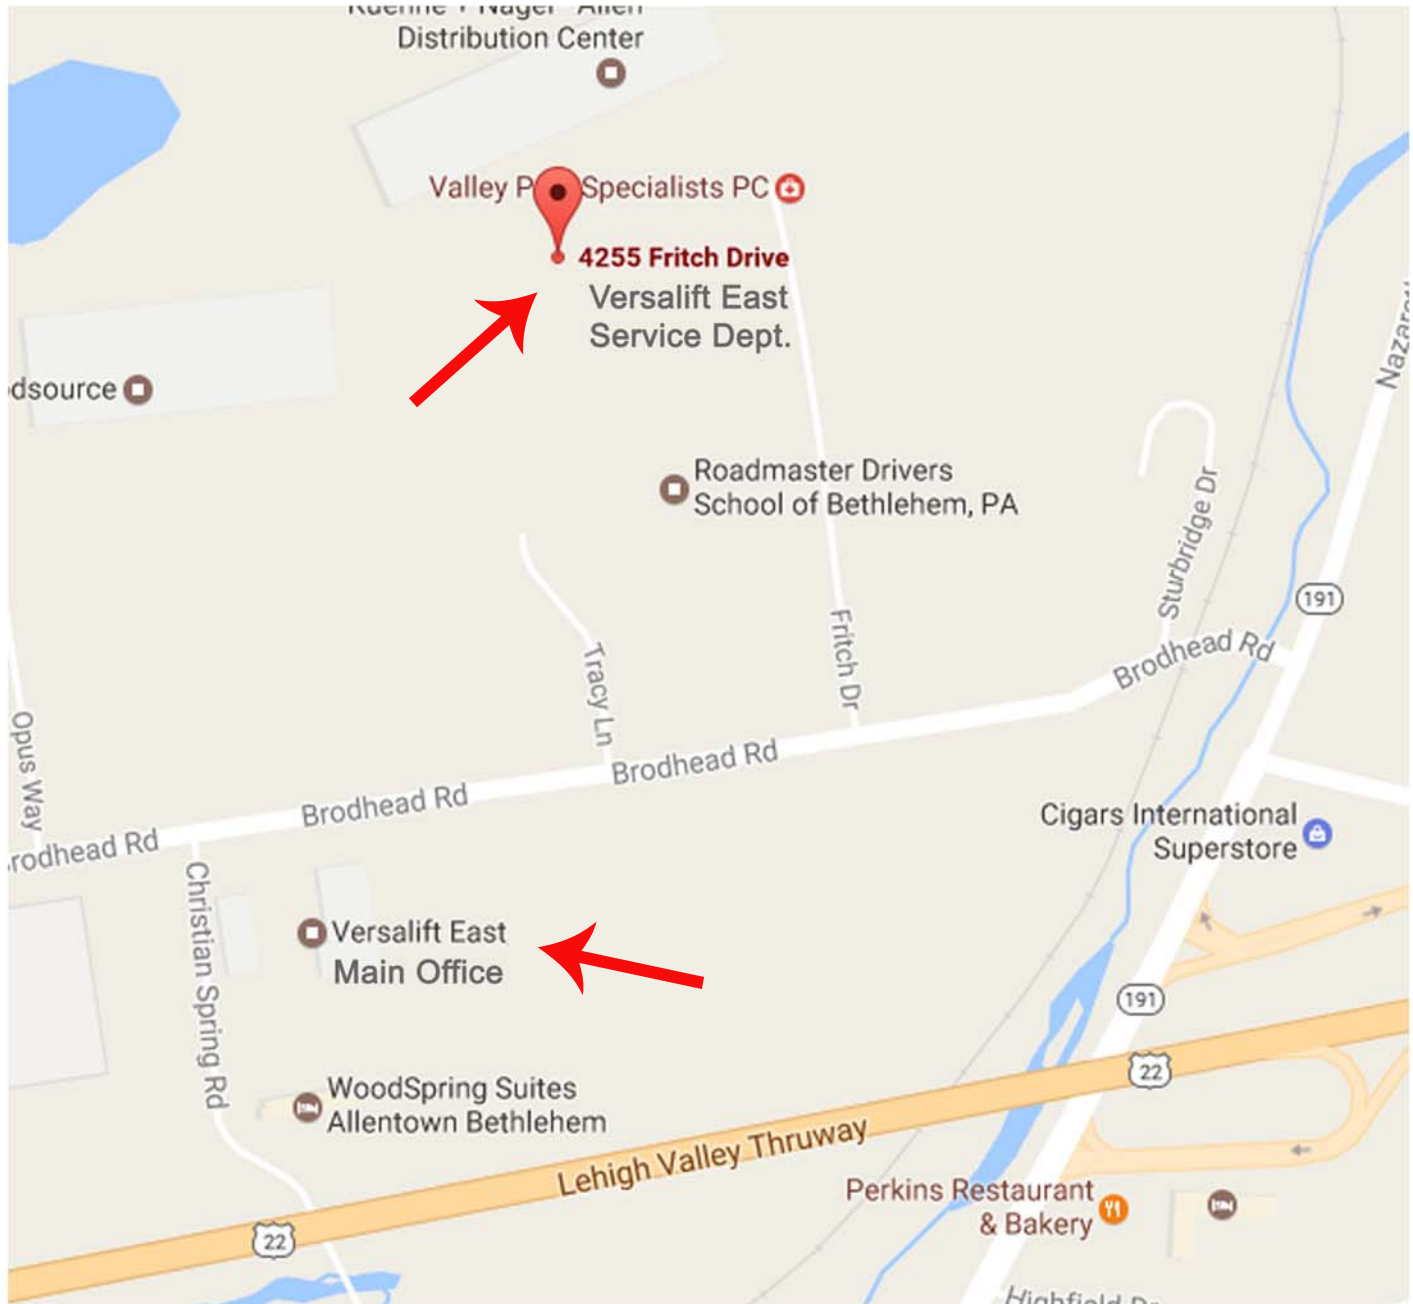 Distribution Center
Valley P Specialists PC
4255 Fritch Drive
Versalift East
Service Dept.
dsource
Roadmaster Drivers
School of Bethlehem, PA
Sturbridge Dr
191
Fritch Dr
Brodhead Rd
Tracy Ln
Opus Way
Brodhead Rd
Brodhead Rd
rodhead Rd
Cigars International
Superstore
Christian Spring Rd
Versalift East
Main Office
191
22
WoodSpring Suites
Allentown Bethlehem
Lehigh Valley Thruway
Perkins Restaurant
& Bakery
22